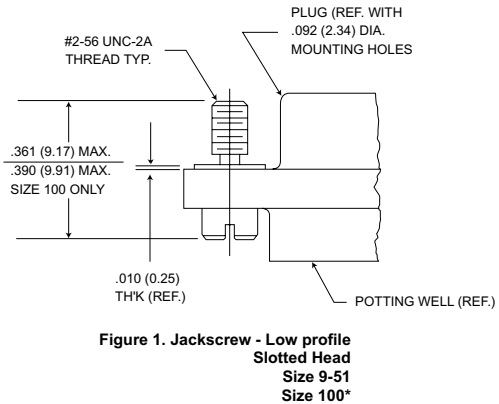 PLUG (REF. WITH
.092 (2.34) DIA.
MOUNTING HOLES
#2-56 UNC-2A
THREAD TYP.
.361 (9.17) MAX.
.390 (9.91) MAX.
SIZE 100 ONLY
.010 (0.25)
TH'K (REF.)
POTTING WELL (REF.)
Figure 1. Jackscrew - Low profile
Slotted Head
Size 9-51
Size 100*